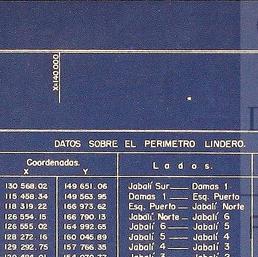 X=140 000
DATOS SOBRE EL PERIMETRO LINDERO.
Coordenadas. Lados.
X Y
130 568.02 149 651.06 Jabalí Sur — Damas 1
115 458.34 149 563.95 Damas 1 — Esq. Puerto
118 319.22 166 973.62 Esq. Puerto — Jabalí Norte
126 554.15 166 790.13 Jabalí Norte — Jabalí 6
126 555.02 164 992.65 Jabalí 6 — Jabalí 5
128 272.16 160 045.89 Jabalí 5 — Jabalí 4
129 292.75 157 766.35 Jabalí 4 — Jabalí 3
Jabalí 3 — Jabalí